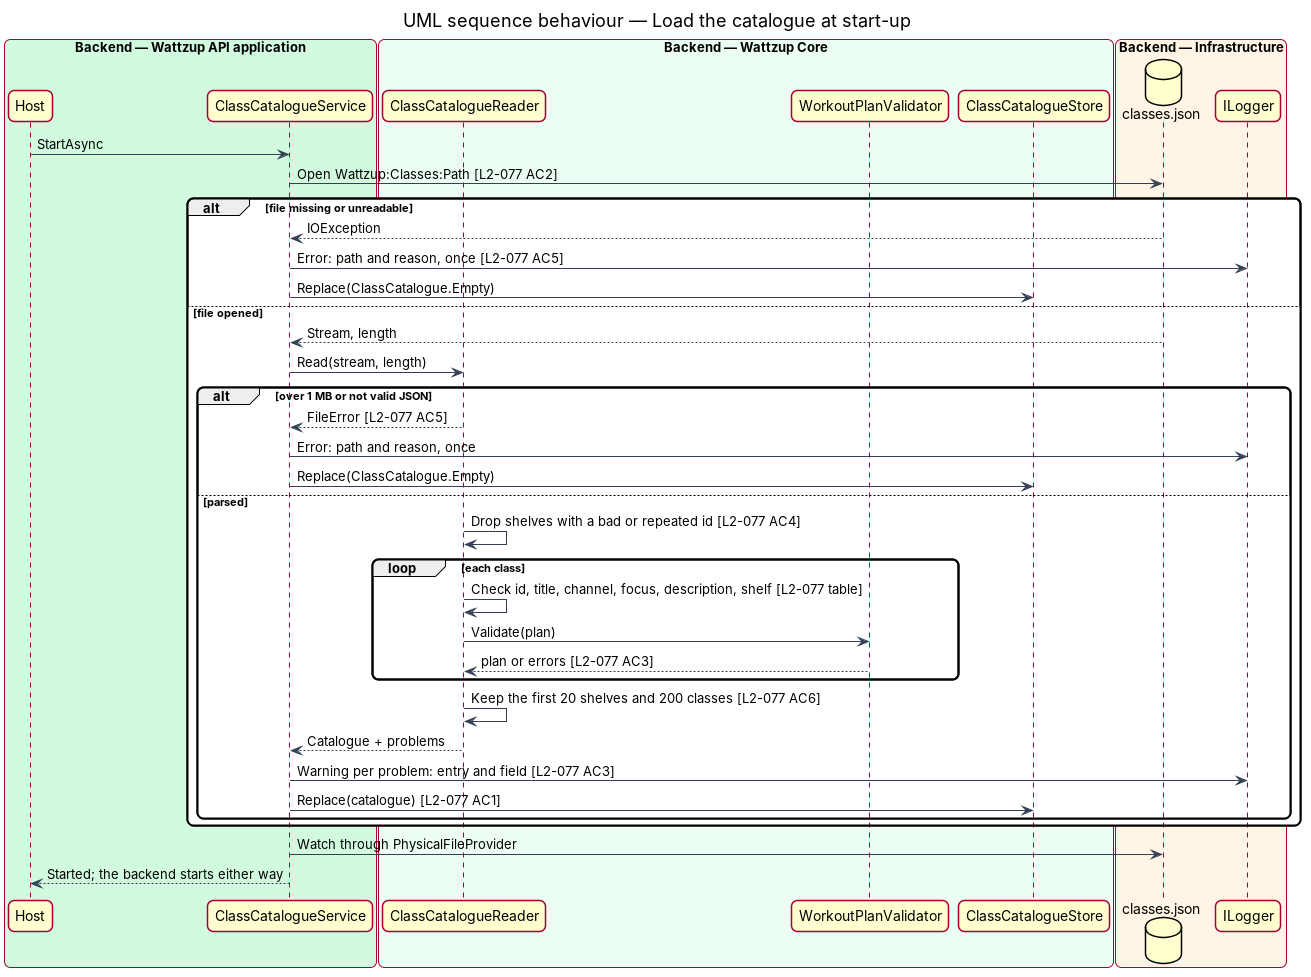 UML sequence behaviour — Load the catalogue at start-up
Backend — Wattzup API application
Backend — Wattzup Core
Backend — Infrastructure
Host
ClassCatalogueService
ClassCatalogueReader
WorkoutPlanValidator
ClassCatalogueStore
classes.json
ILogger
StartAsync
Open Wattzup:Classes:Path [L2-077 AC2]
alt
[file missing or unreadable]
IOException
Error: path and reason, once [L2-077 AC5]
Replace(ClassCatalogue.Empty)
[file opened]
Stream, length
Read(stream, length)
alt
[over 1 MB or not valid JSON]
FileError [L2-077 AC5]
Error: path and reason, once
Replace(ClassCatalogue.Empty)
[parsed]
Drop shelves with a bad or repeated id [L2-077 AC4]
loop
[each class]
Check id, title, channel, focus, description, shelf [L2-077 table]
Validate(plan)
plan or errors [L2-077 AC3]
Keep the first 20 shelves and 200 classes [L2-077 AC6]
Catalogue + problems
Warning per problem: entry and field [L2-077 AC3]
Replace(catalogue) [L2-077 AC1]
Watch through PhysicalFileProvider
Started; the backend starts either way
Host
ClassCatalogueService
ClassCatalogueReader
WorkoutPlanValidator
ClassCatalogueStore
classes.json
ILogger